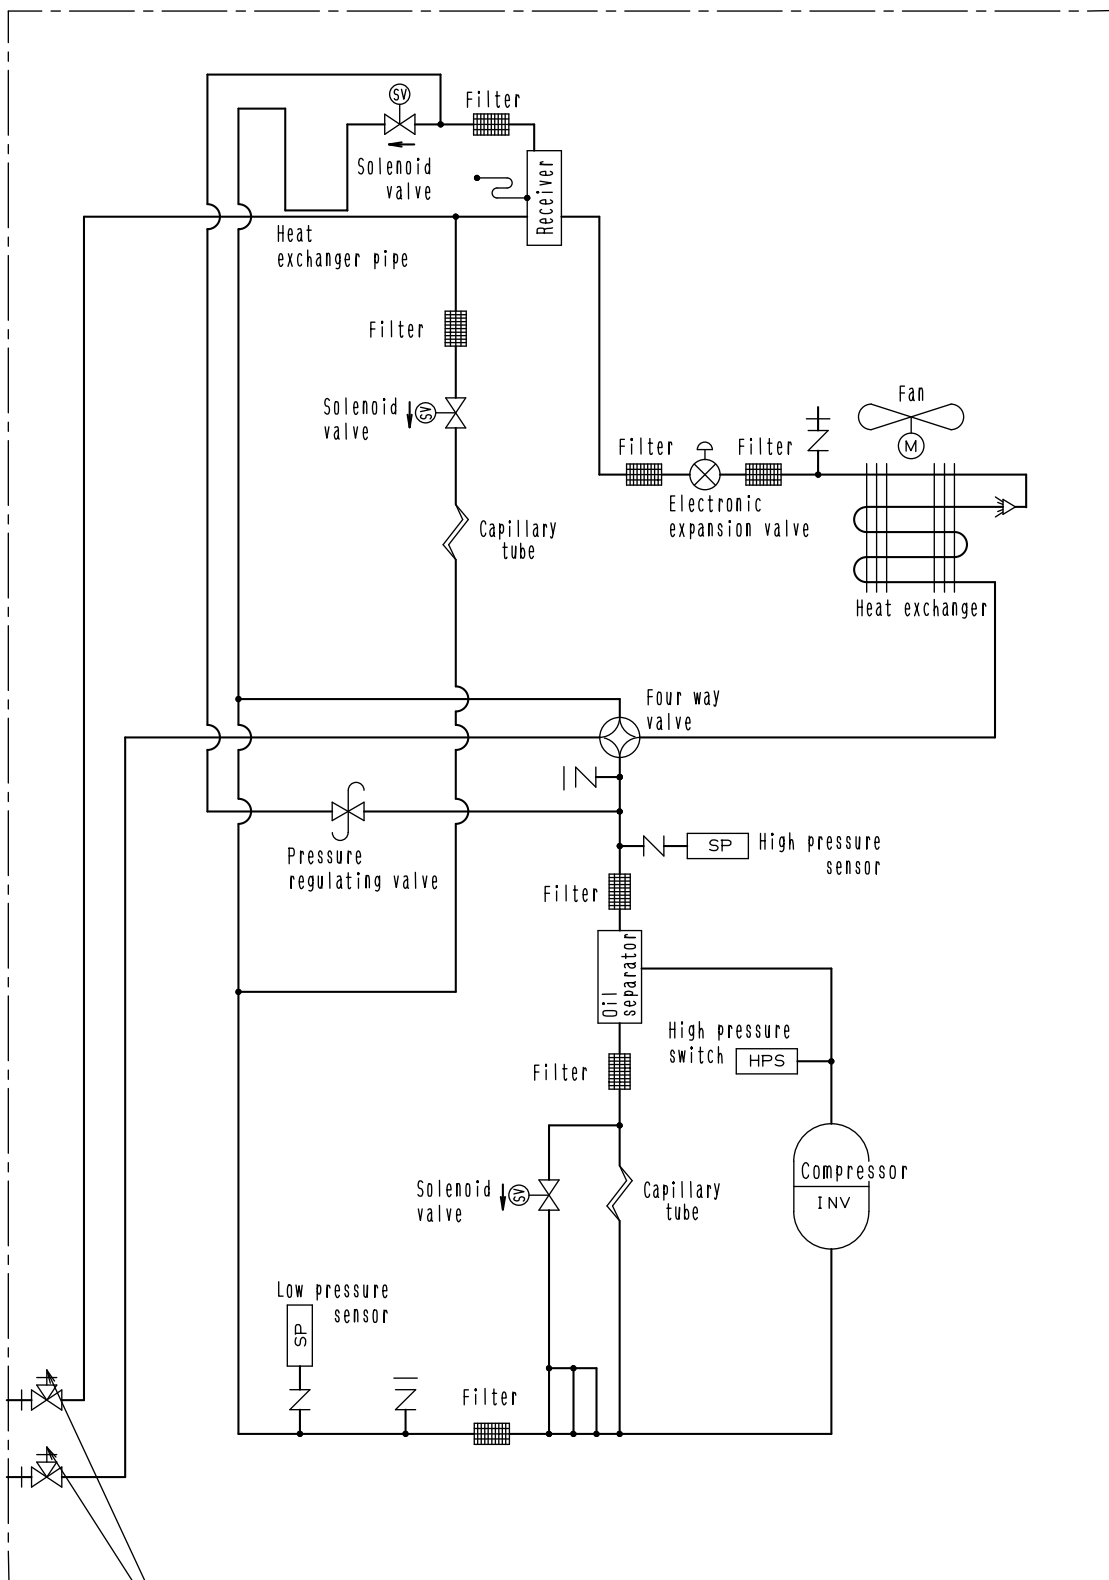 SV
Filter
Solenoid
valve
Receiver
Heat
exchanger pipe
Filter
Solenoid
valve
SV
Fan
M
Filter
Filter
Electronic
expansion valve
Capillary
tube
Heat exchanger
Four way
valve
SP
High pressure
sensor
Pressure
regulating valve
Filter
Oil
separator
High pressure
switch
HPS
Filter
Compressor
INV
Solenoid
valve
SV
Capillary
tube
Low pressure
sensor
SP
Filter